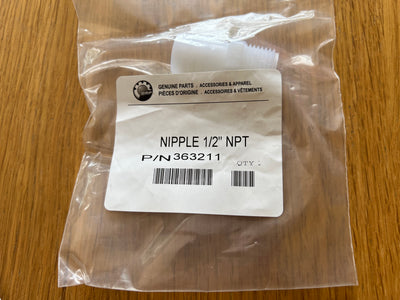 GENUINE PARTS . ACCESSORIES & APPAREL
PIÈCES D'ORIGINE . ACCESSOIRES & VÊTEMENTS
NIPPLE 1/2" NPT
P/N 363211
QTY :